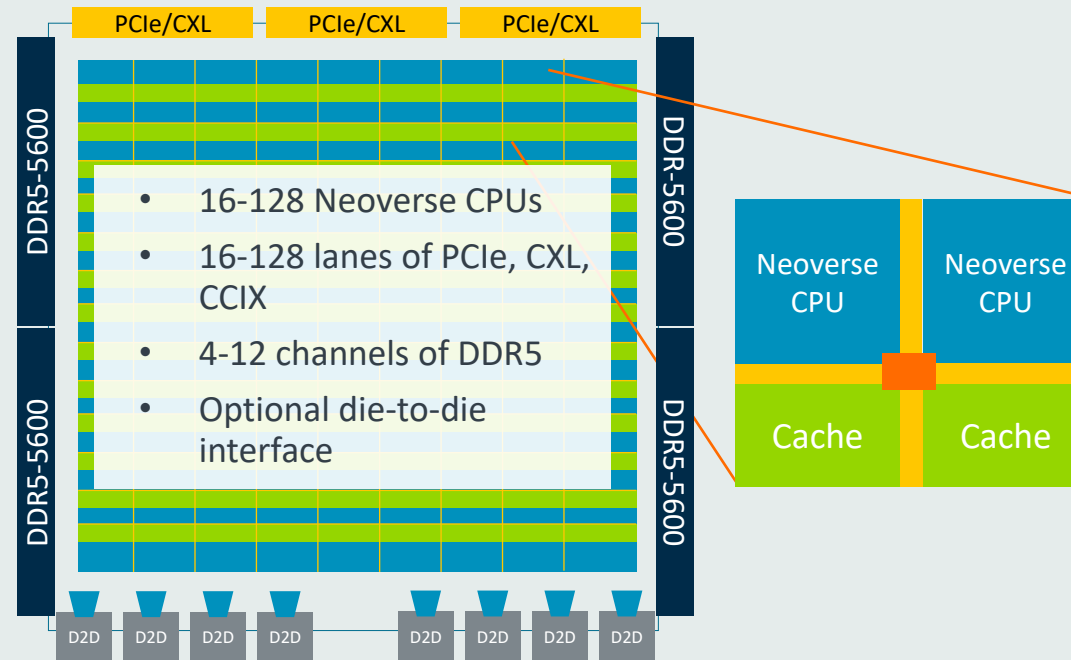 PCIe/CXL
PCIe/CXL
PCIe/CXL
DDR5-5600
DDR-5600
• 16-128 Neoverse CPUs
• 16-128 lanes of PCIe, CXL,
CCIX
• 4-12 channels of DDR5
• Optional die-to-die
interface
DDR5-5600
DDR5-5600
Neoverse
CPU
Neoverse
CPU
Cache
Cache
D2D
D2D
D2D
D2D
D2D
D2D
D2D
D2D